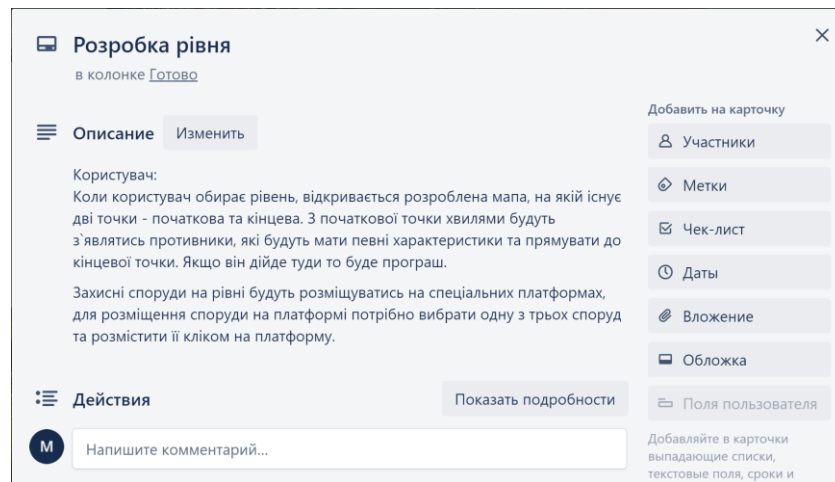 Розробка рівня
в колонке Готово
Описание
Изменить
Користувач:
Коли користувач обирає рівень, відкривається розроблена мапа, на якій існує
дві точки - початкова та кінцева. З початкової точки хвилями будуть
з`являтись противники, які будуть мати певні характеристики та прямувати до
кінцевої точки. Якщо він дійде туди то буде програш.
Захисні споруди на рівні будуть розміщуватись на спеціальних платформах,
для розміщення споруди на платформі потрібно вибрати одну з трьох споруд
та розмістити її кліком на платформу.
Действия
Показать подробности
М
Напишите комментарий...
Добавить на карточку
Участники
Метки
Чек-лист
Даты
Вложение
Обложка
Поля пользователя
Добавляйте в карточки
выпадающие списки,
текстовые поля, сроки и